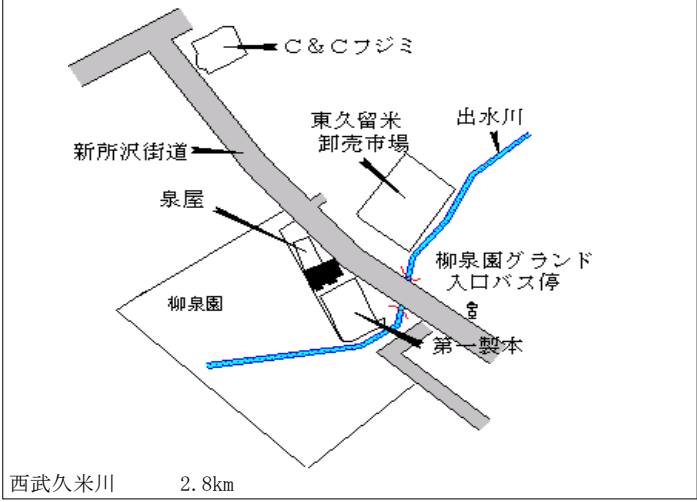 C&Cフジミ
東久留米
卸売市場
出水川
新所沢街道
泉屋
柳泉園グランド
入口バス停
柳泉園
第一製本
西武久米川 2.8km